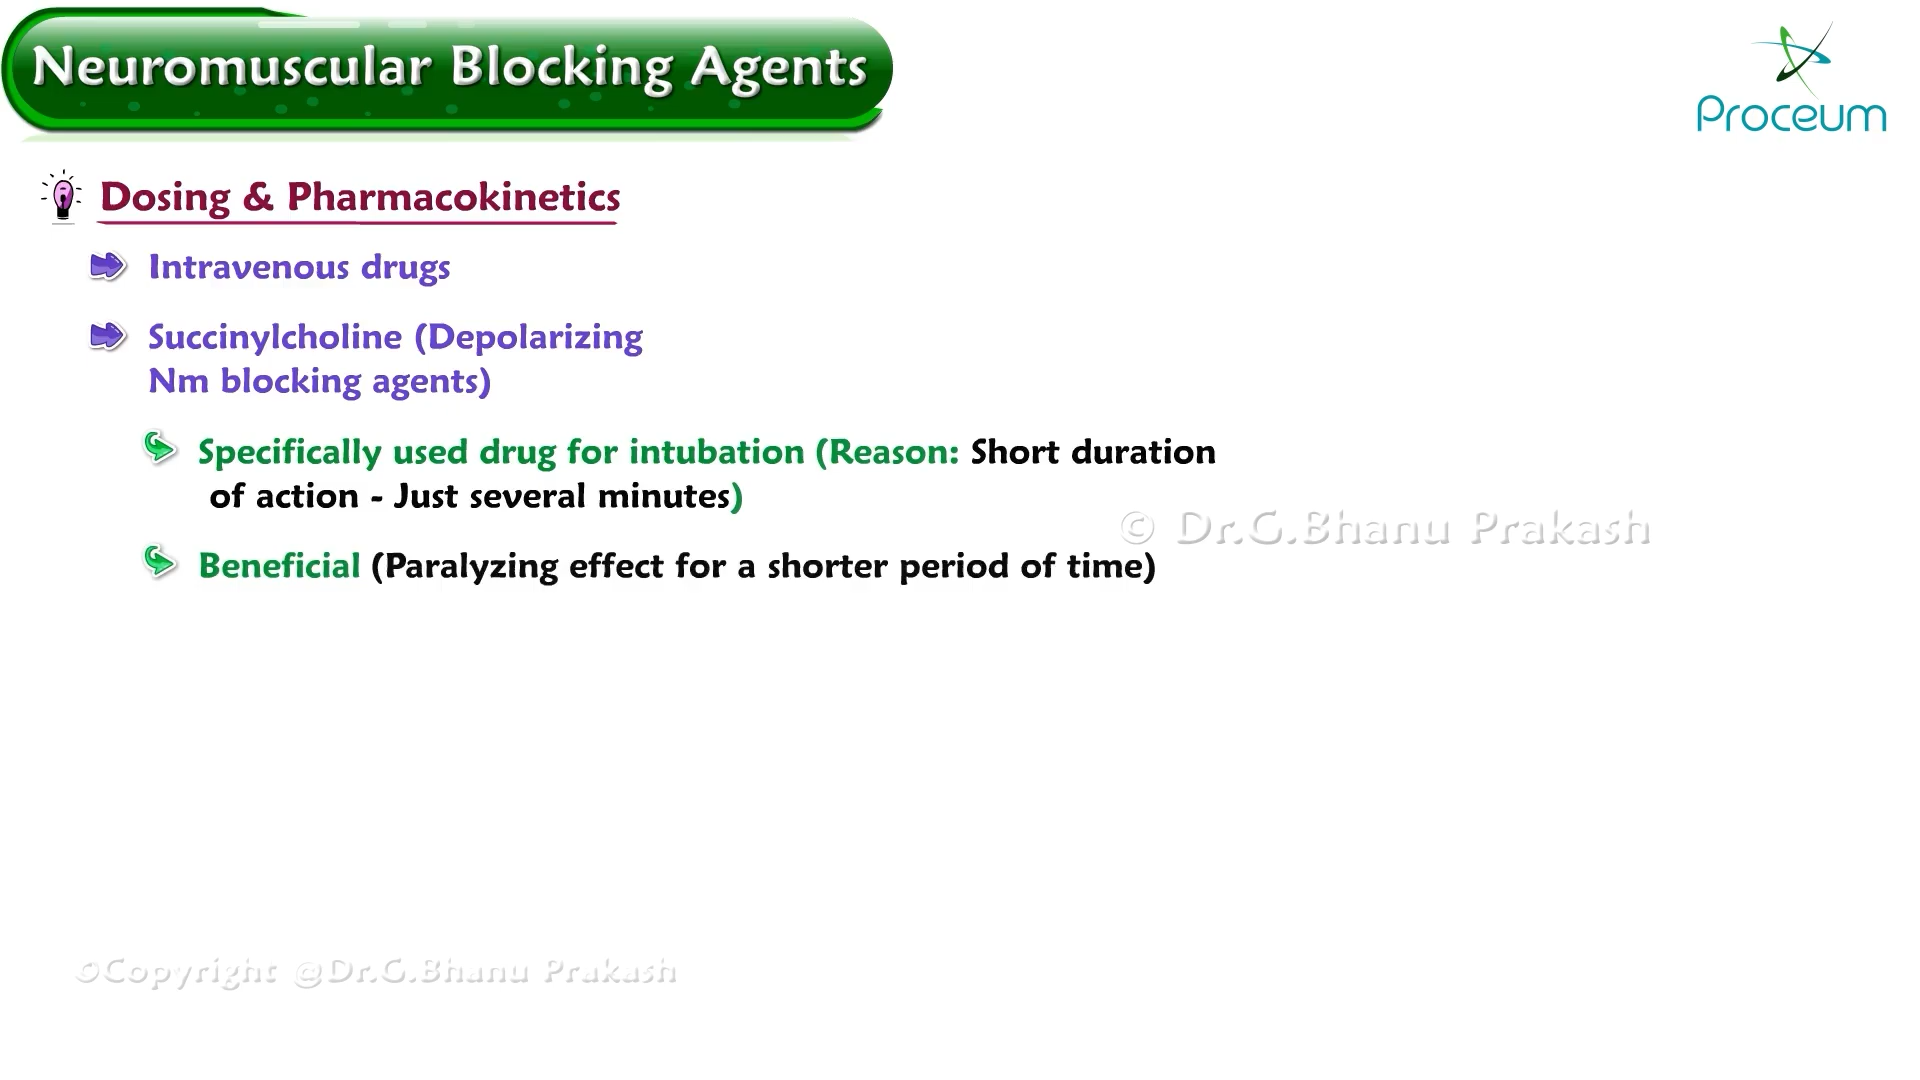 Neuromuscular Blocking Agents
Proceum
Dosing & Pharmacokinetics
Intravenous drugs
Succinylcholine (Depolarizing
Nm blocking agents)
Specifically used drug for intubation (Reason: Short duration
of action - Just several minutes)
© Dr.G.Bhanu Prakash
Beneficial (Paralyzing effect for a shorter period of time)
©Copyright @Dr.G.Bhanu Prakash